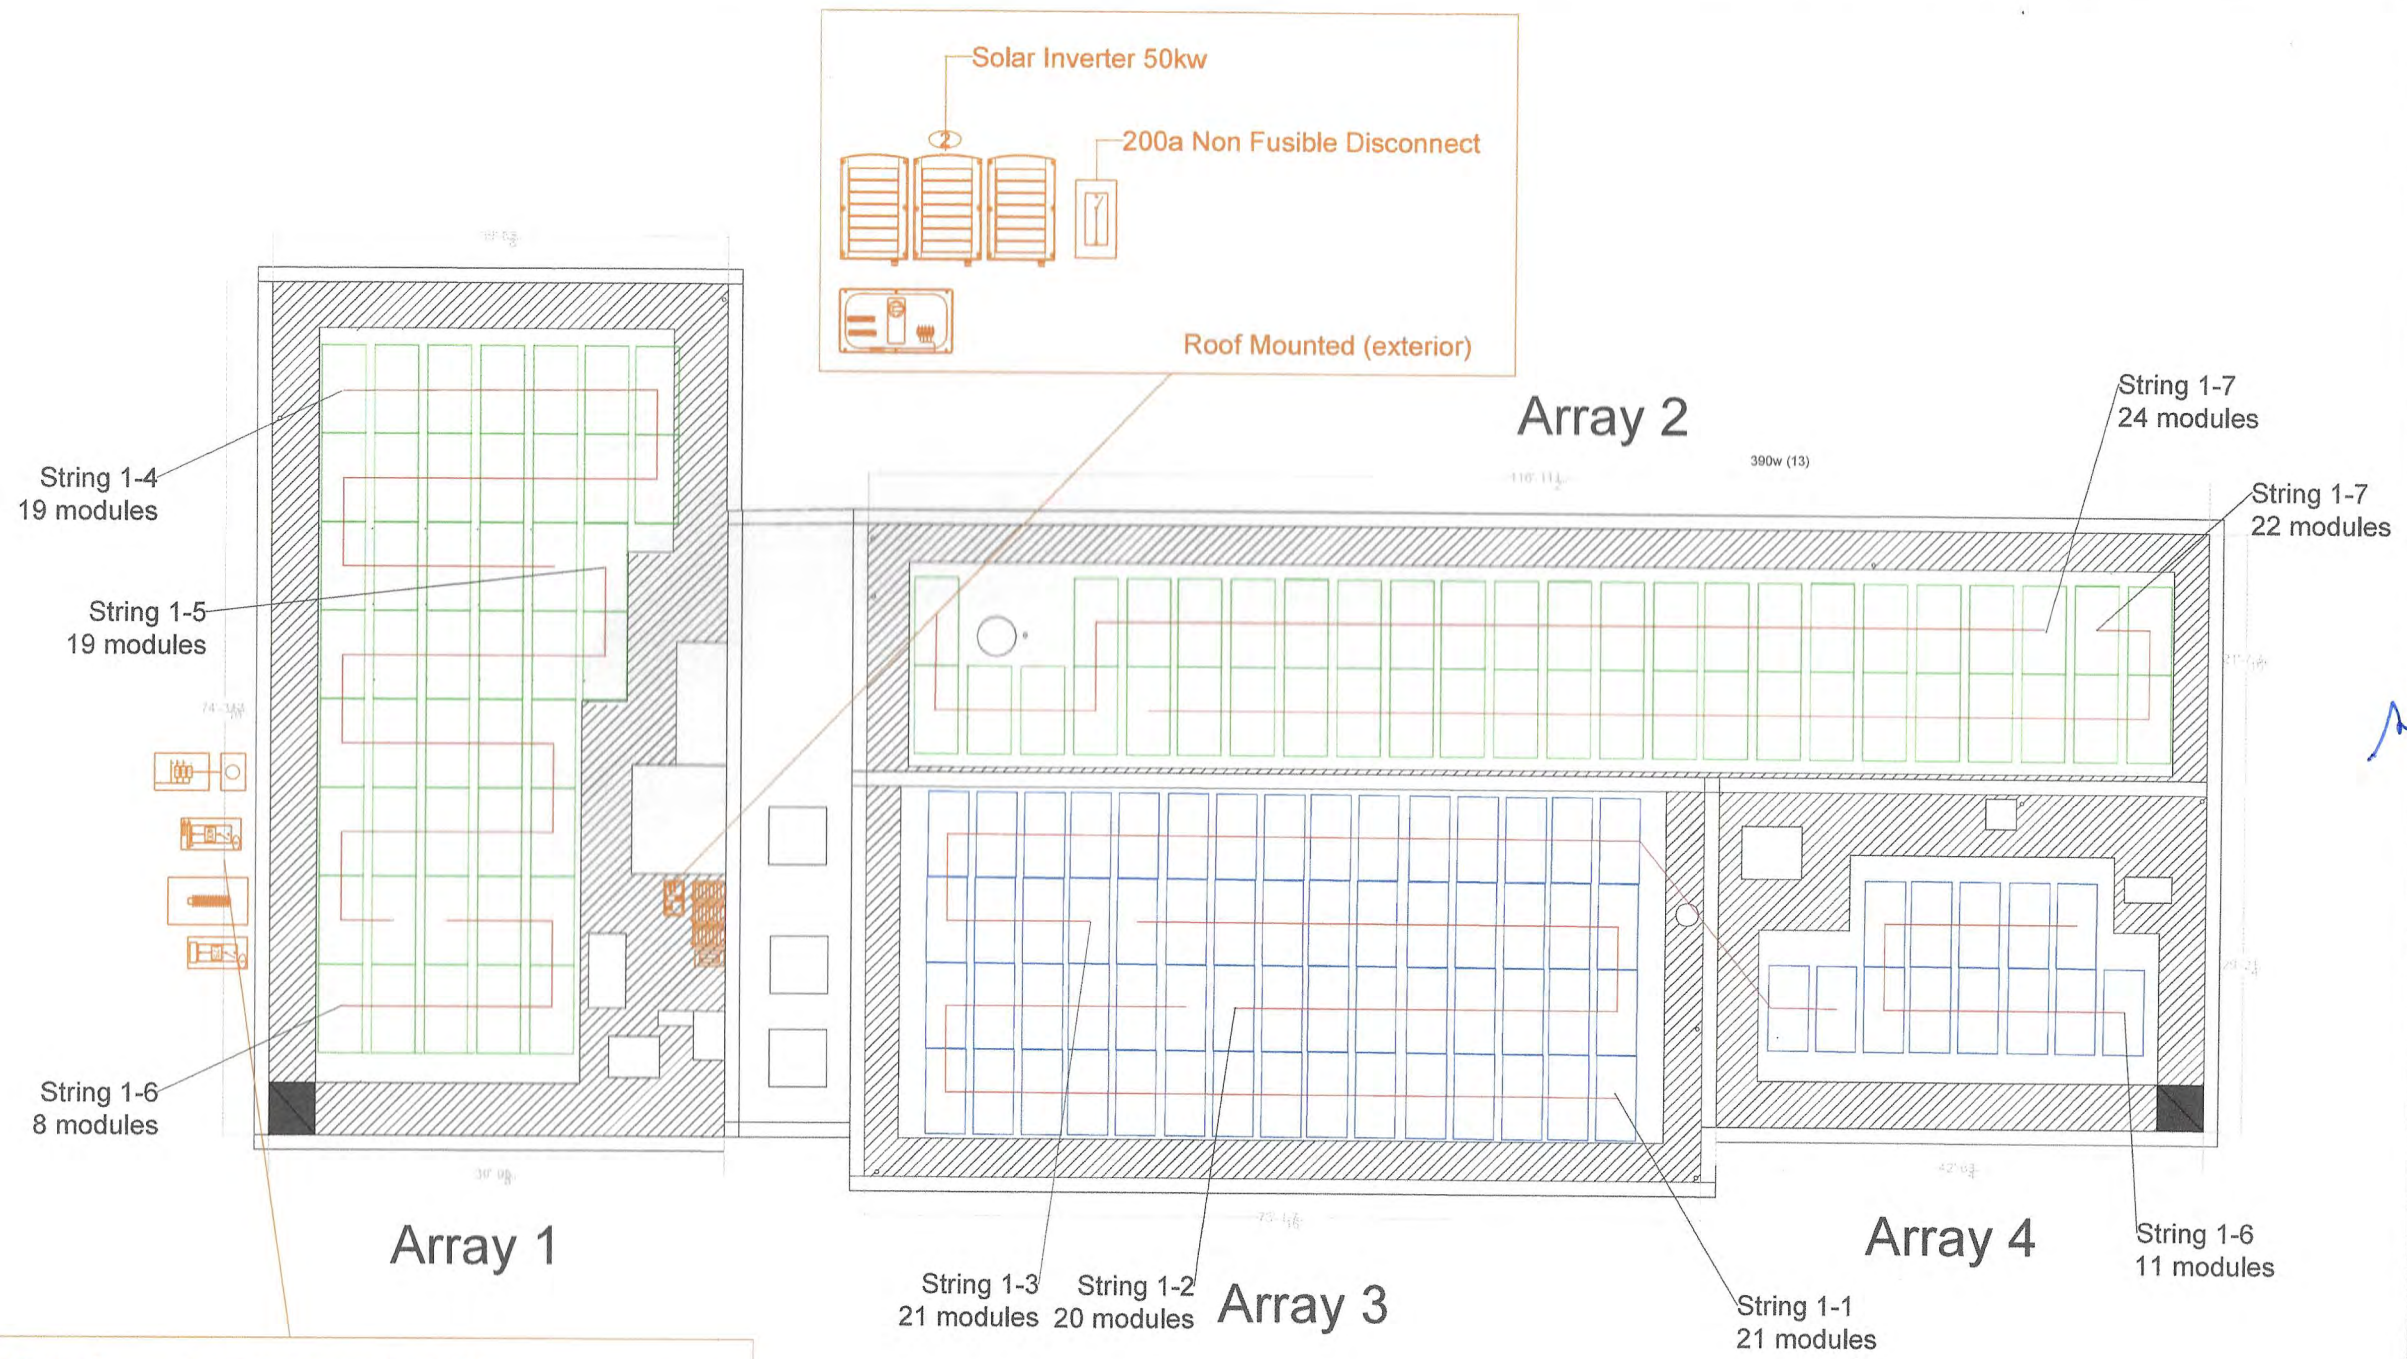 Solar Inverter 50kw
2
200a Non Fusible Disconnect
Roof Mounted (exterior)
Array 2
390w (13)
String 1-7
24 modules
String 1-7
22 modules
String 1-4
19 modules
String 1-5
19 modules
String 1-6
8 modules
Array 1
String 1-3
21 modules
String 1-2
20 modules
Array 3
String 1-1
21 modules
Array 4
String 1-6
11 modules